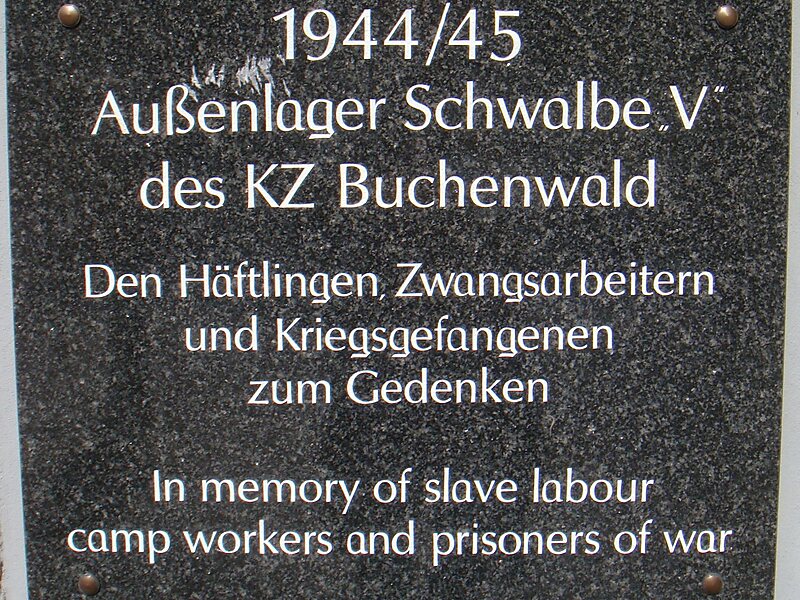 1944/45
Außenlager Schwalbe „V“
des KZ Buchenwald
Den Häftlingen, Zwangsarbeitern
und Kriegsgefangenen
zum Gedenken
In memory of slave labour
camp workers and prisoners of war